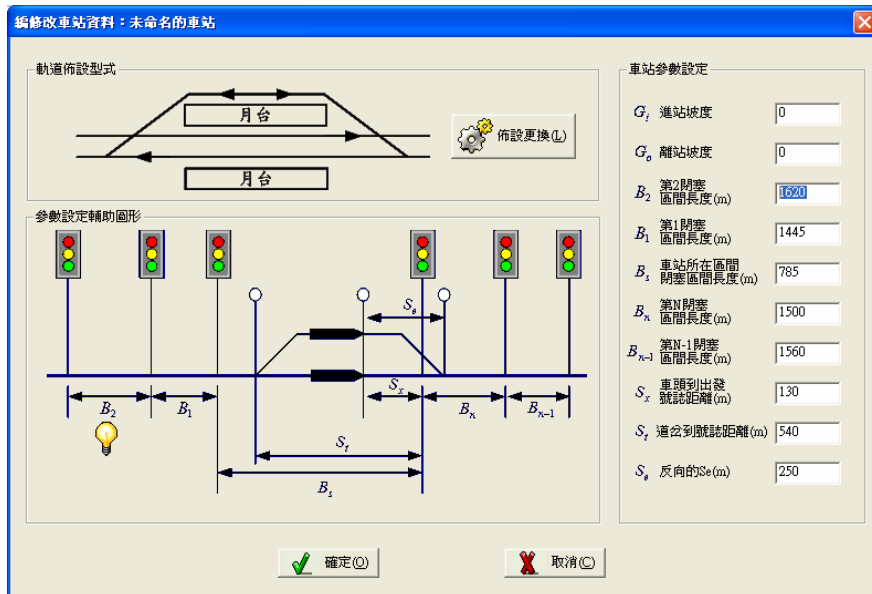 編修改車站資料：未命名的車站
軌道佈設型式
月台
月台
佈設更換(L)
參數設定輔助圖形
Se
Sx
B2
B1
Bn
Bn-1
St
Bs
車站參數設定
Gi 進站坡度 0
Go 離站坡度 0
B2 第2閉塞
區間長度(m) 1620
B1 第1閉塞
區間長度(m) 1445
Bs 車站所在區間
閉塞區間長度(m) 785
Bn 第N閉塞
區間長度(m) 1500
Bn-1 第N-1閉塞
區間長度(m) 1560
Sx 車頭到出發
號誌距離(m) 130
St 道岔到號誌距離(m) 540
Se 反向的Se(m) 250
確定(O)
取消(C)